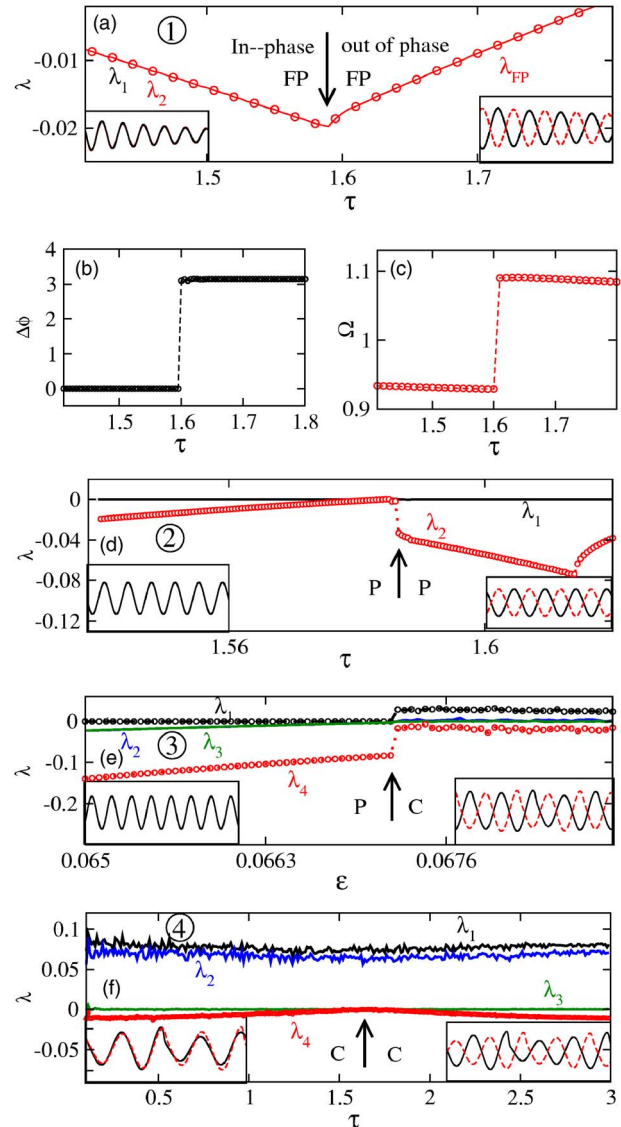 (a) ①
-0.01
-0.02
λ
In--phase out of phase
FP FP
λ₁ λ₂
λ_FP
1.5 1.6 1.7
τ
(b)
4
3
2
1
0
Δφ
1.5 1.6 1.7 1.8
τ
(c)
1.1
1
0.9
Ω
1.5 1.6 1.7
τ
(d) ②
0
-0.04
-0.08
-0.12
λ
λ₁
λ₂
P P
1.56 1.6
τ
(e) ③
0
-0.1
-0.2
λ
λ₁
λ₂ λ₃
λ₄
P C
0.065 0.0663 0.0676
ε
(f) ④
0.1
0.05
0
-0.05
λ
λ₁
λ₂
λ₃
λ₄
C C
0.5 1 1.5 2 2.5 3
τ